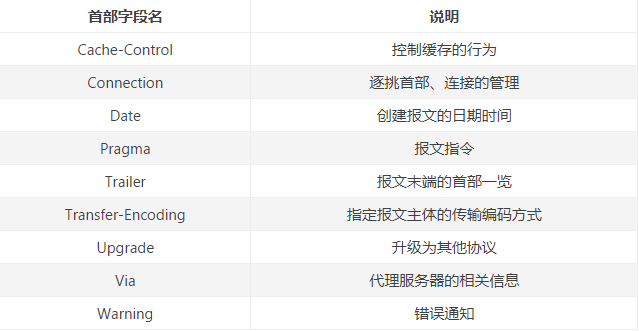 首部字段名 说明
Cache-Control 控制缓存的行为
Connection 逐挑首部、连接的管理
Date 创建报文的日期时间
Pragma 报文指令
Trailer 报文末端的首部一览
Transfer-Encoding 指定报文主体的传输编码方式
Upgrade 升级为其他协议
Via 代理服务器的相关信息
Warning 错误通知